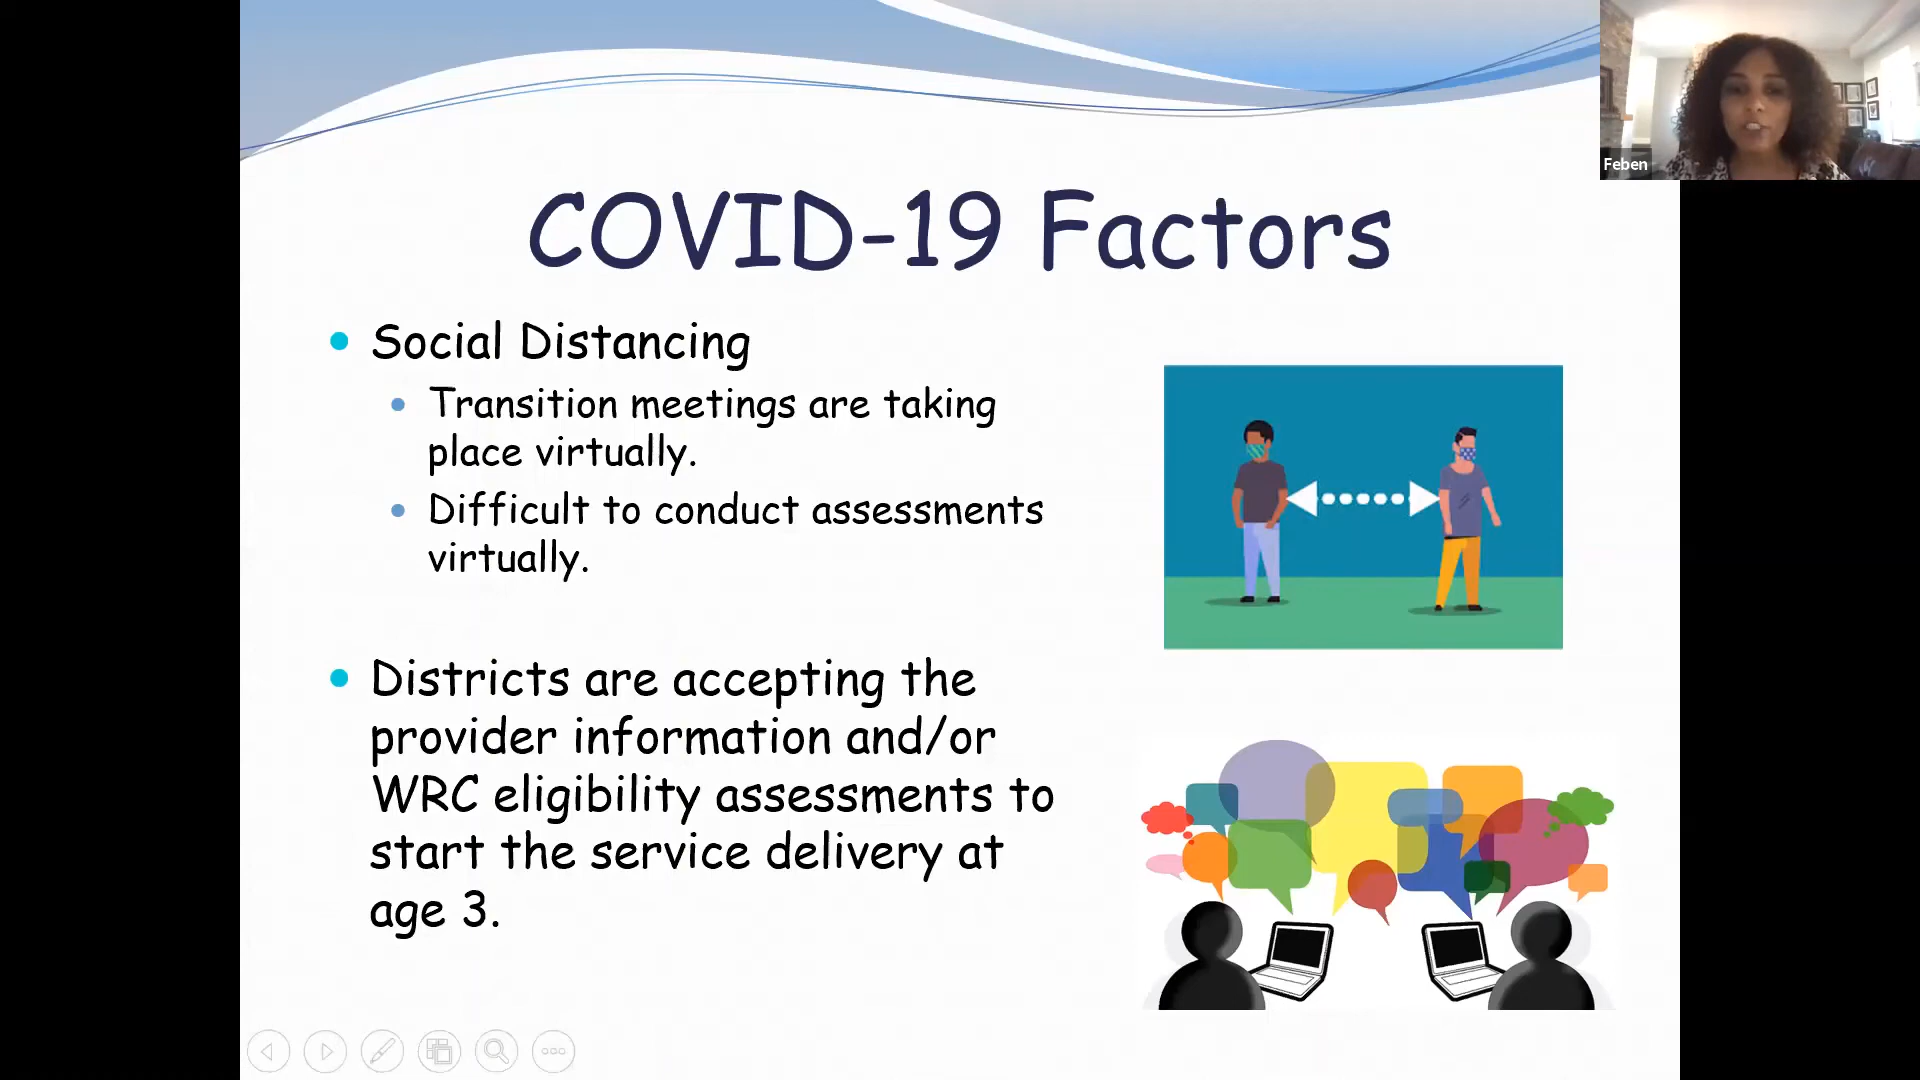 Feben
COVID-19 Factors
Social Distancing
Transition meetings are taking
place virtually.
Difficult to conduct assessments
virtually.
Districts are accepting the
provider information and/or
WRC eligibility assessments to
start the service delivery at
age 3.